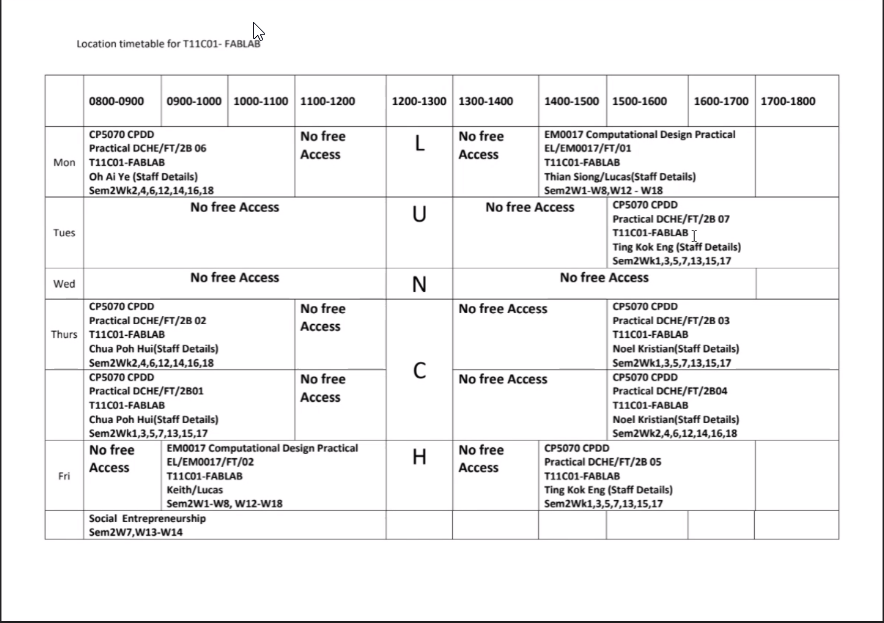 Location timetable for T11C01- FABLAB
0800-0900 0900-1000 1000-1100 1100-1200 1200-1300 1300-1400 1400-1500 1500-1600 1600-1700 1700-1800
Mon
CP5070 CPDD
Practical DCHE/FT/2B 06
T11C01-FABLAB
Oh Ai Ye (Staff Details)
Sem2Wk2,4,6,12,14,16,18
No free
Access
L
No free
Access
EM0017 Computational Design Practical
EL/EM0017/FT/01
T11C01-FABLAB
Thian Siong/Lucas(Staff Details)
Sem2W1-W8,W12 - W18
Tues
No free Access
U
No free Access
CP5070 CPDD
Practical DCHE/FT/2B 07
T11C01-FABLAB
Ting Kok Eng (Staff Details)
Sem2Wk1,3,5,7,13,15,17
Wed
No free Access
N
No free Access
Thurs
CP5070 CPDD
Practical DCHE/FT/2B 02
T11C01-FABLAB
Chua Poh Hui(Staff Details)
Sem2Wk2,4,6,12,14,16,18
No free
Access
C
No free Access
CP5070 CPDD
Practical DCHE/FT/2B 03
T11C01-FABLAB
Noel Kristian(Staff Details)
Sem2Wk1,3,5,7,13,15,17
CP5070 CPDD
Practical DCHE/FT/2B01
T11C01-FABLAB
Chua Poh Hui(Staff Details)
Sem2Wk1,3,5,7,13,15,17
No free
Access
No free Access
CP5070 CPDD
Practical DCHE/FT/2B04
T11C01-FABLAB
Noel Kristian(Staff Details)
Sem2Wk2,4,6,12,14,16,18
Fri
No free
Access
EM0017 Computational Design Practical
EL/EM0017/FT/02
T11C01-FABLAB
Keith/Lucas
Sem2W1-W8, W12-W18
H
No free
Access
CP5070 CPDD
Practical DCHE/FT/2B 05
T11C01-FABLAB
Ting Kok Eng (Staff Details)
Sem2Wk1,3,5,7,13,15,17
Social Entrepreneurship
Sem2W7,W13-W14